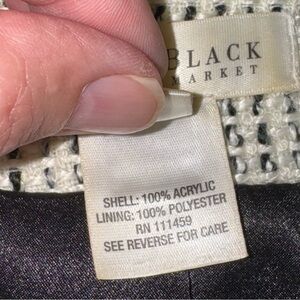 BLACK
MARKET
SHELL: 100% ACRYLIC
LINING: 100% POLYESTER
RN 111459
SEE REVERSE FOR CARE